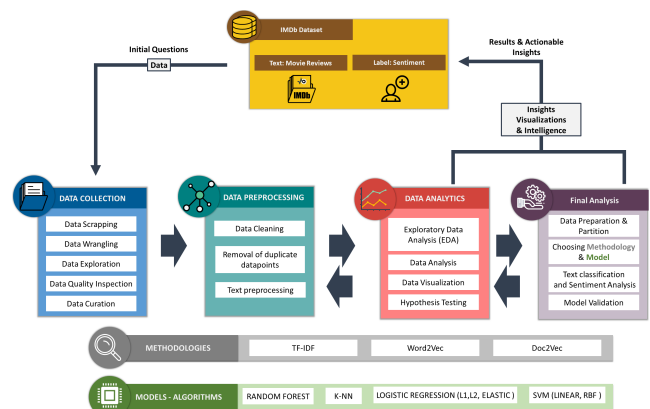 IMDb Dataset
Initial Questions
Data
Text: Movie Reviews
Label: Sentiment
</o
IMDb
Results & Actionable
Insights
Insights
Visualizations
& Intelligence
DATA COLLECTION
Data Scrapping
Data Wrangling
Data Exploration
Data Quality Inspection
Data Curation
DATA PREPROCESSING
Data Cleaning
Removal of duplicate
datapoints
Text preprocessing
DATA ANALYTICS
Exploratory Data
Analysis (EDA)
Data Analysis
Data Visualization
Hypothesis Testing
Final Analysis
Data Preparation &
Partition
Choosing Methodology
& Model
Text classification
and Sentiment Analysis
Model Validation
METHODOLOGIES
TF-IDF
Word2Vec
Doc2Vec
MODELS - ALGORITHMS
RANDOM FOREST
K-NN
LOGISTIC REGRESSION (L1,L2, ELASTIC )
SVM (LINEAR, RBF )